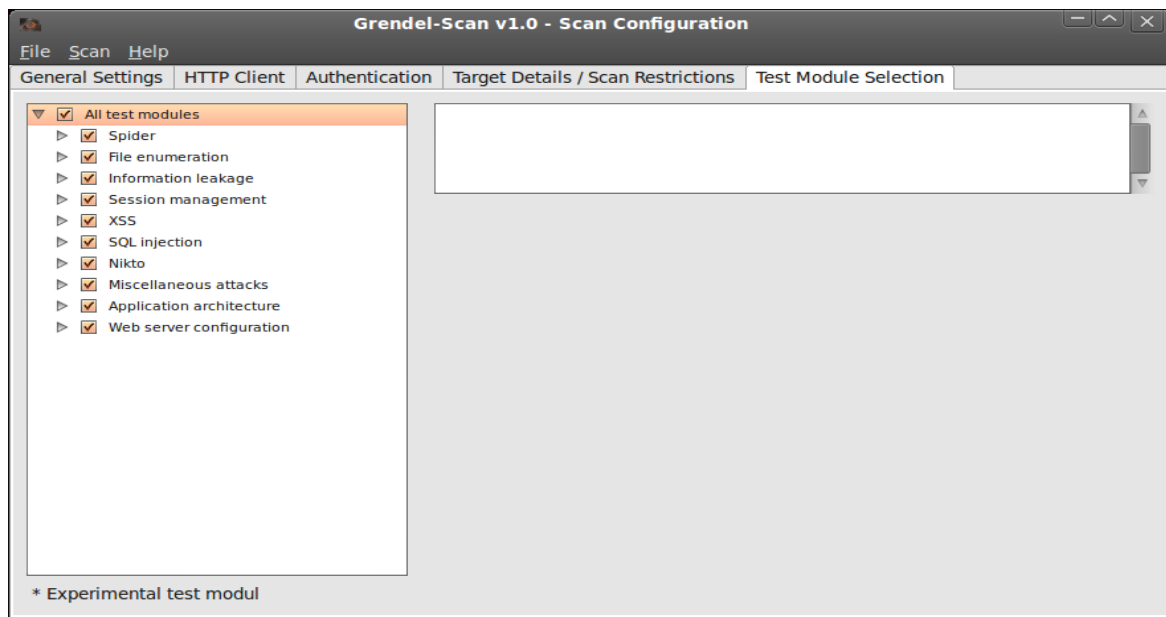 Grendel-Scan v1.0 - Scan Configuration
File Scan Help
General Settings HTTP Client Authentication Target Details / Scan Restrictions Test Module Selection
All test modules
Spider
File enumeration
Information leakage
Session management
XSS
SQL injection
Nikto
Miscellaneous attacks
Application architecture
Web server configuration
* Experimental test modul